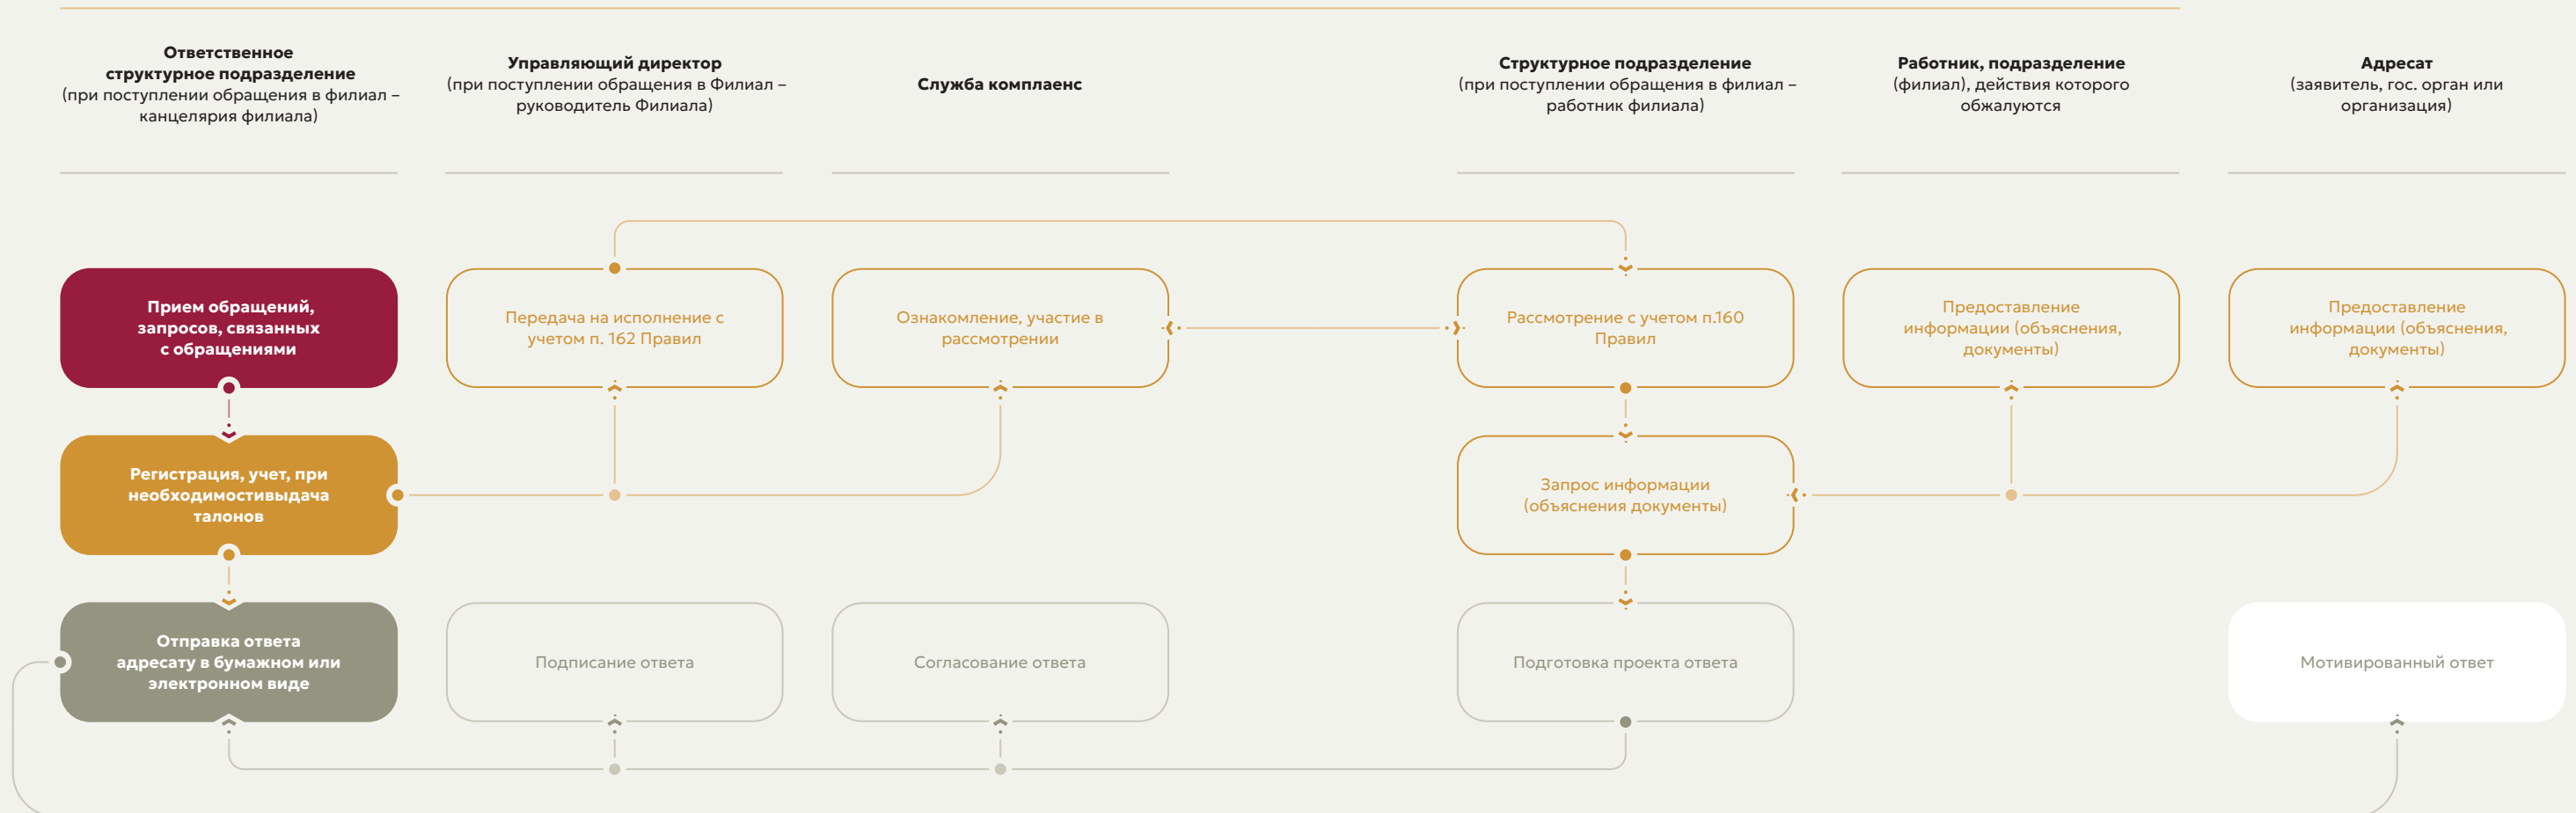 Ответственное
структурное подразделение
(при поступлении обращения в филиал –
канцелярия филиала)
Управляющий директор
(при поступлении обращения в Филиал –
руководитель Филиала)
Служба комплаенс
Структурное подразделение
(при поступлении обращения в филиал –
работник филиала)
Работник, подразделение
(филиал), действия которого
обжалуются
Адресат
(заявитель, гос. орган или
организация)
Прием обращений,
запросов, связанных
с обращениями
Передача на исполнение с
учетом п. 162 Правил
Ознакомление, участие в
рассмотрении
Рассмотрение с учетом п.160
Правил
Предоставление
информации (объяснения,
документы)
Предоставление
информации (объяснения,
документы)
Регистрация, учет, при
необходимостивыдача
талонов
Запрос информации
(объяснения документы)
Отправка ответа
адресату в бумажном или
электронном виде
Подписание ответа
Согласование ответа
Подготовка проекта ответа
Мотивированный ответ